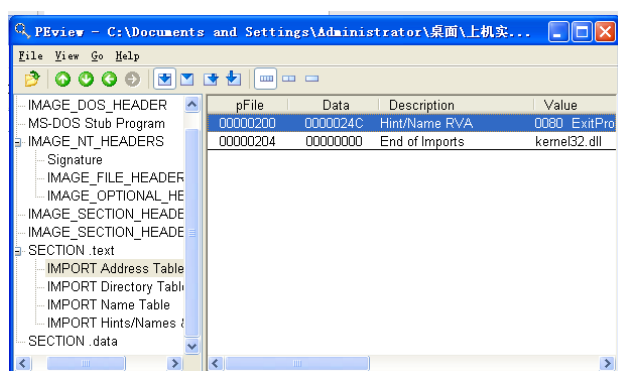 PEview - C:\Documents and Settings\Administrator\桌面\上机实...
File View Go Help
pFile Data Description Value
IMAGE_DOS_HEADER
MS-DOS Stub Program
IMAGE_NT_HEADERS
Signature
IMAGE_FILE_HEADER
IMAGE_OPTIONAL_HE
IMAGE_SECTION_HEADE
IMAGE_SECTION_HEADE
SECTION .text
IMPORT Address Table
IMPORT Directory Tabl
IMPORT Name Table
IMPORT Hints/Names &
SECTION .data
00000200 0000024C Hint/Name RVA 0080 ExitPro
00000204 00000000 End of Imports kernel32.dll